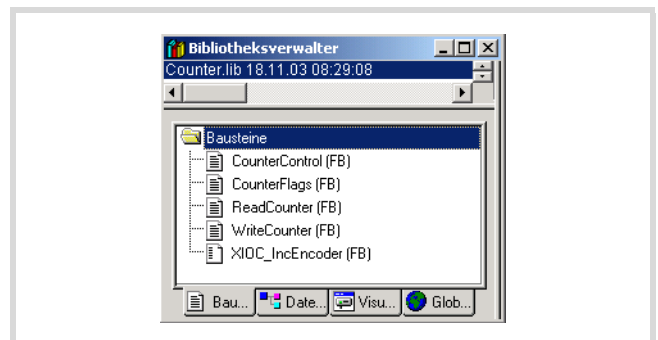 Bibliotheksverwalter
Counter.lib 18.11.03 08:29:08
Bausteine
CounterControl (FB)
CounterFlags (FB)
ReadCounter (FB)
WriteCounter (FB)
XIOC_IncEncoder (FB)
Bau... Date... Visu... Glob...